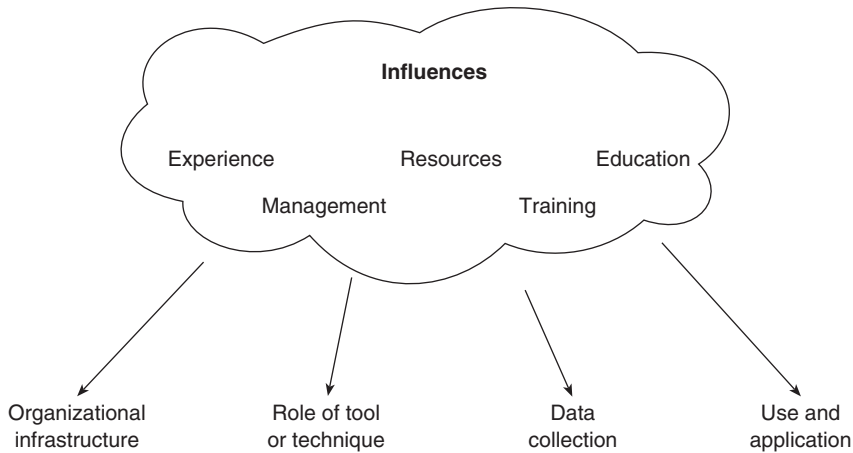 Influences
Experience Resources Education
Management Training
Organizational
infrastructure
Role of tool
or technique
Data
collection
Use and
application